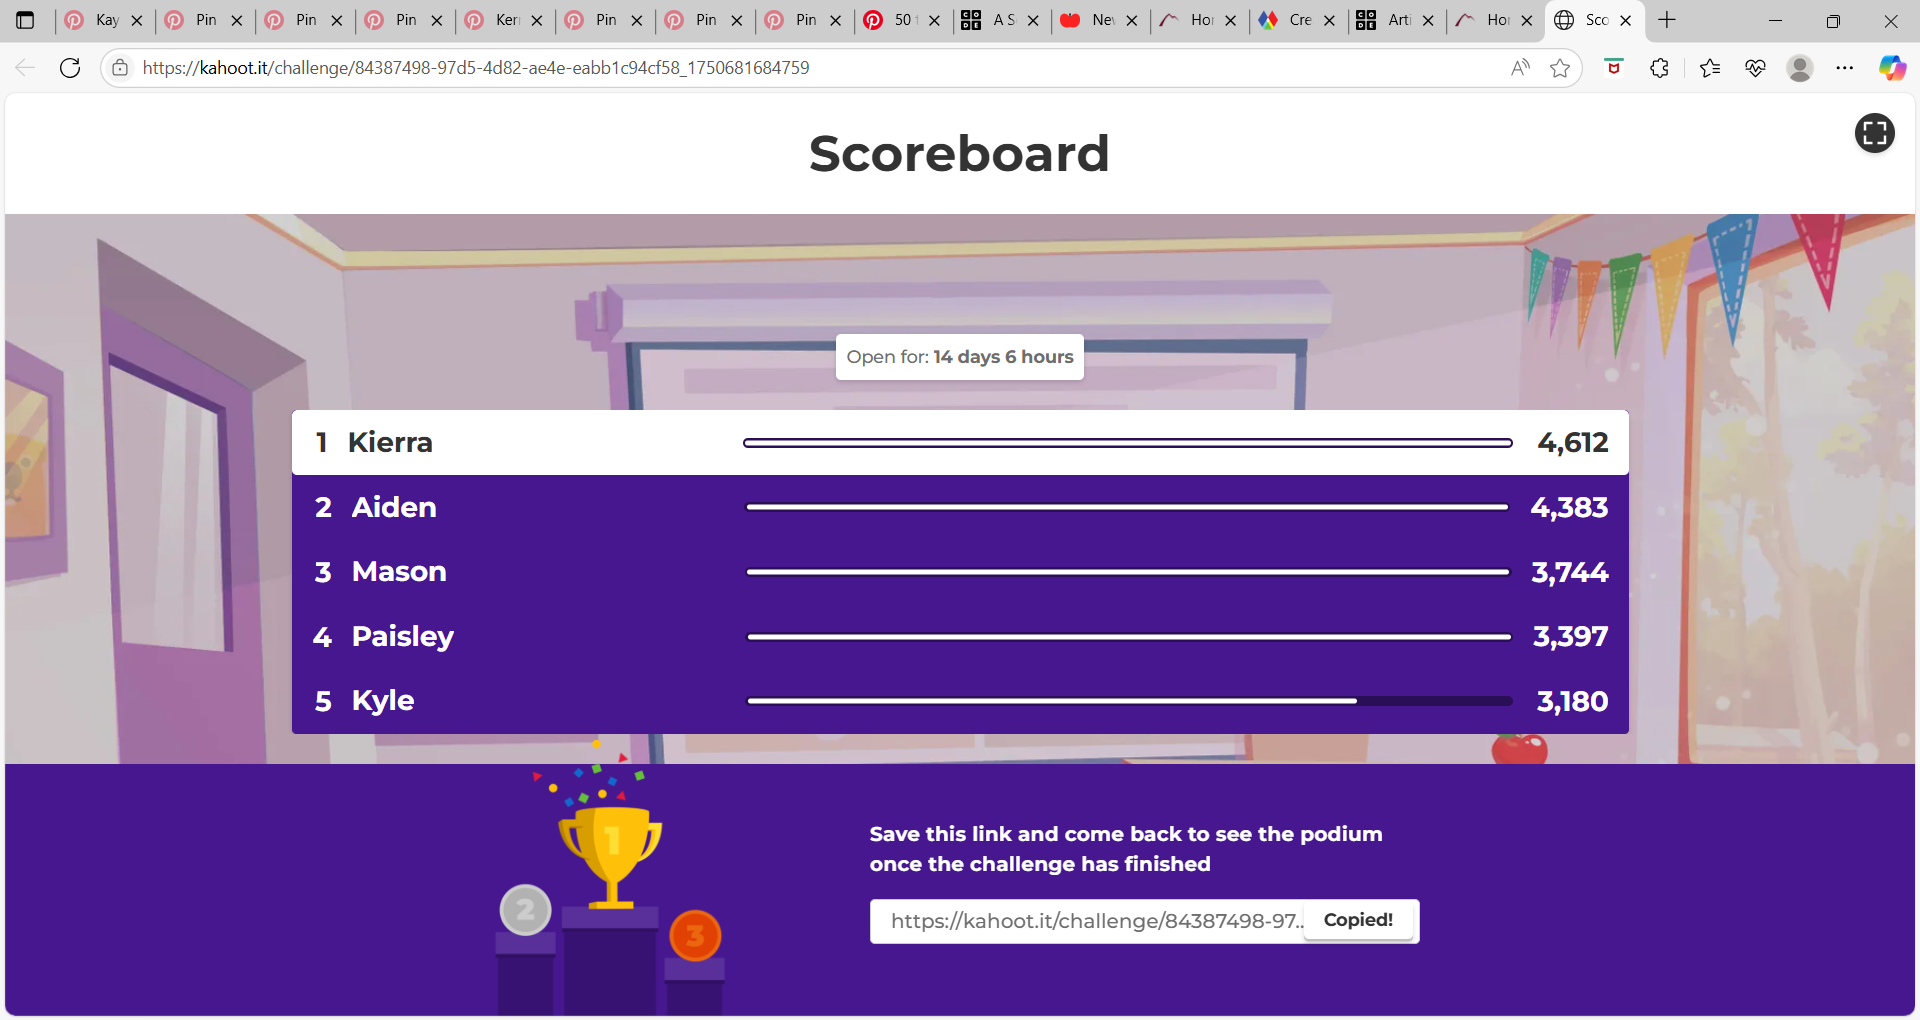 Kay
Pin
Pin
Pin
Kerr
Pin
Pin
Pin
50
A S
Ne
Hor
Cre
Arti
Hor
Sco
https://kahoot.it/challenge/84387498-97d5-4d82-ae4e-eabb1c94cf58_1750681684759
Scoreboard
Open for: 14 days 6 hours
1 Kierra 4,612
2 Aiden 4,383
3 Mason 3,744
4 Paisley 3,397
5 Kyle 3,180
1
2
3
Save this link and come back to see the podium
once the challenge has finished
https://kahoot.it/challenge/84387498-97.. Copied!